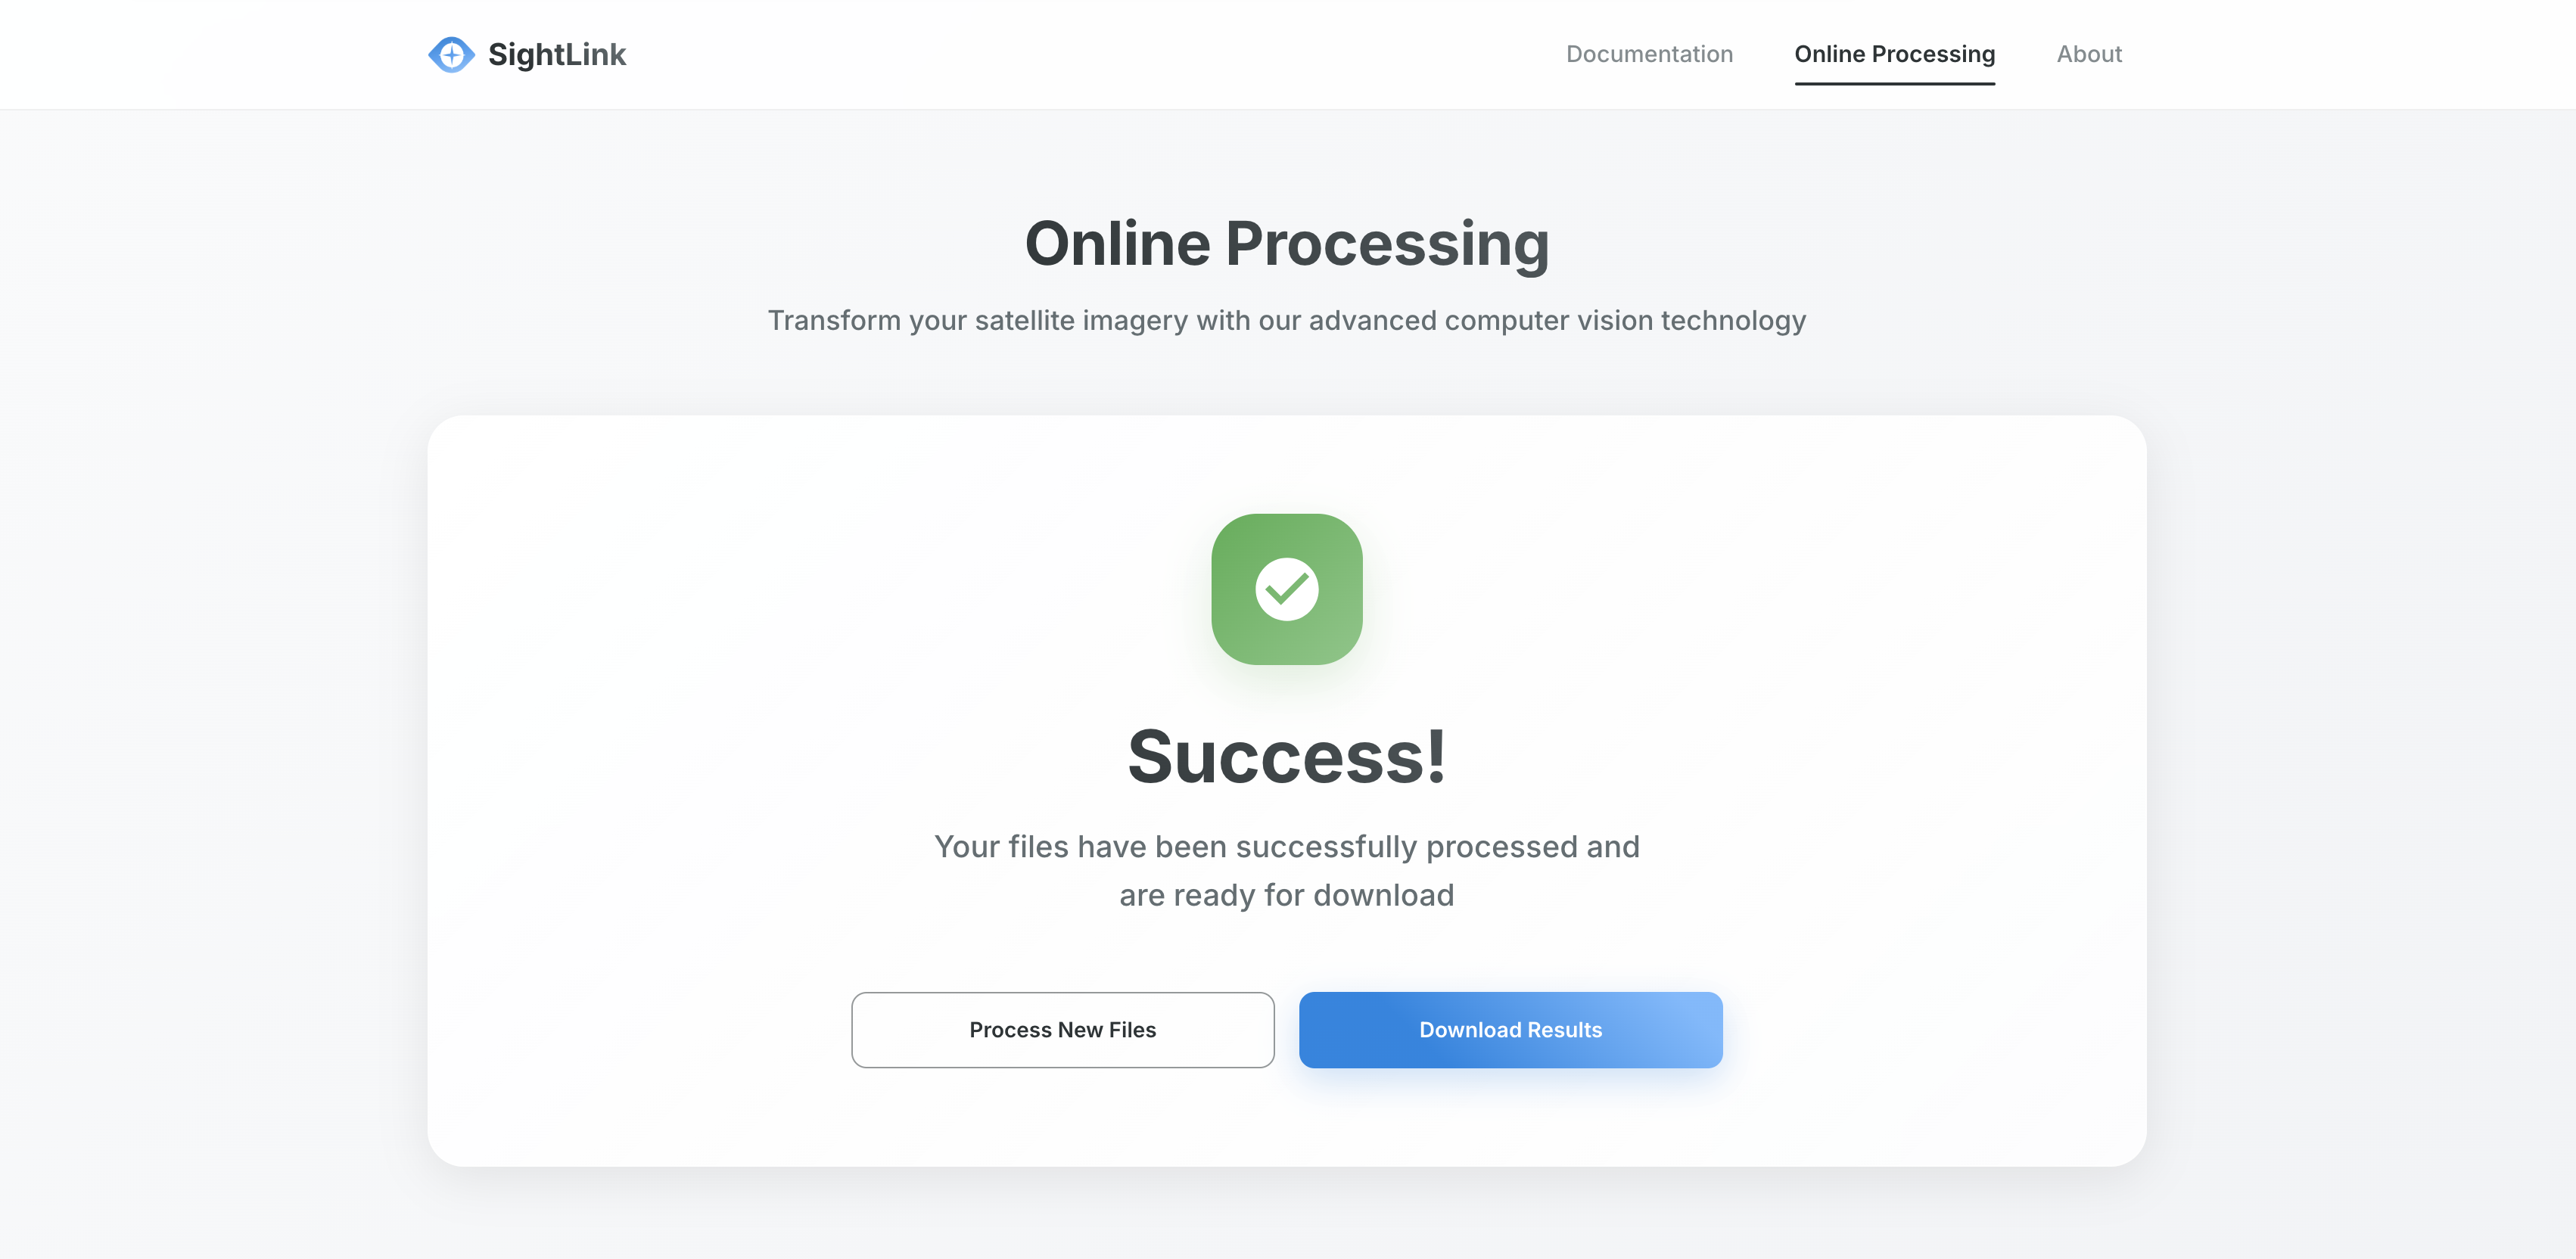 SightLink
Documentation
Online Processing
About
Online Processing
Transform your satellite imagery with our advanced computer vision technology
Success!
Your files have been successfully processed and
are ready for download
Process New Files
Download Results